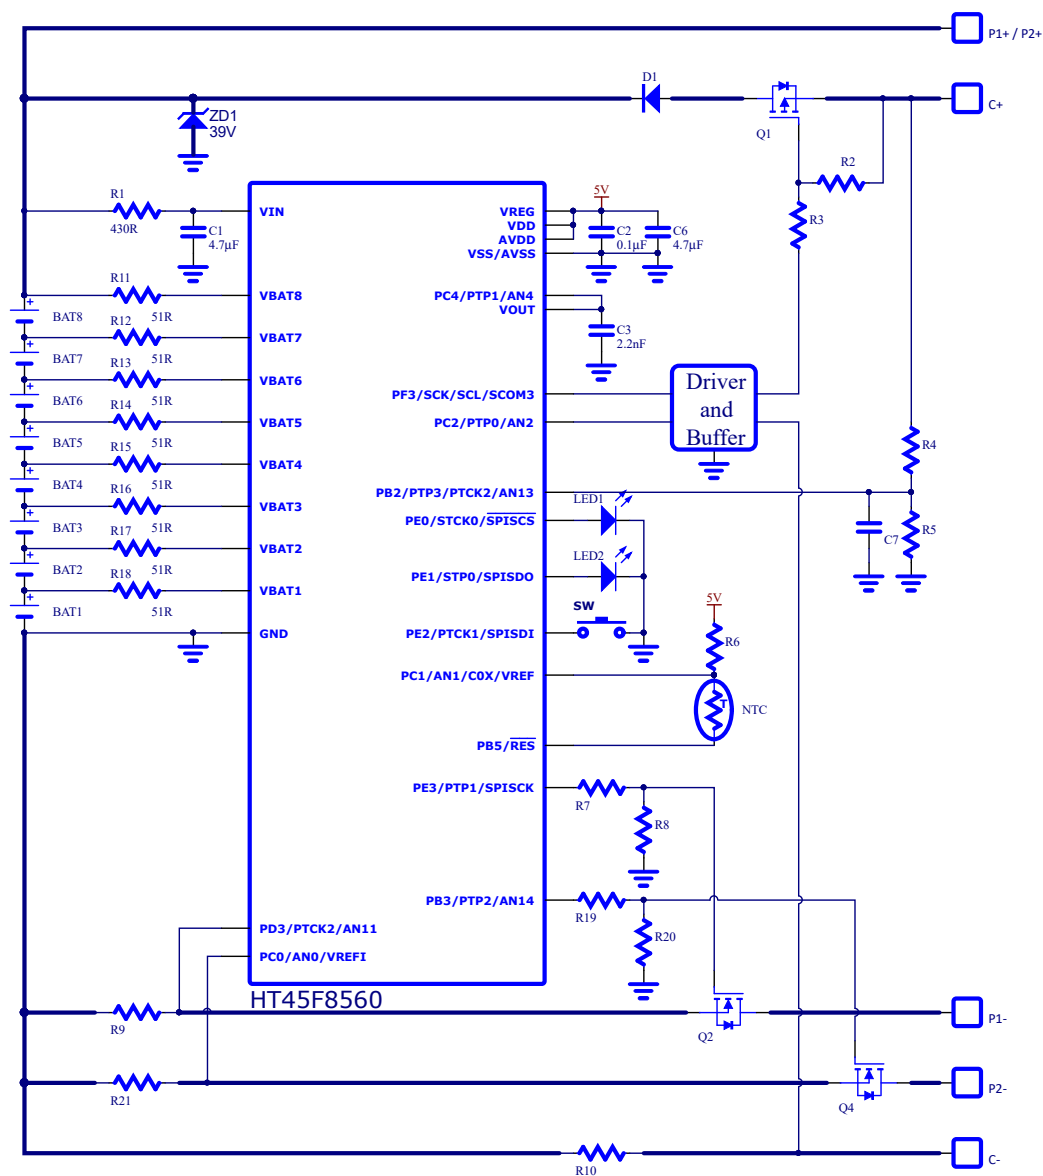 P1+ / P2+
D1
C+
ZD1
39V
Q1
R2
R1
430R
R3
5V
VIN
VREG
C1
4.7µF
VDD
C2
0.1µF
C6
4.7µF
AVDD
VSS/AVSS
R11
51R
VBAT8
PC4/PTP1/AN4
VOUT
BAT8
R12
51R
VBAT7
C3
2.2nF
BAT7
R13
51R
VBAT6
PF3/SCK/SCL/SCOM3
Driver
and
Buffer
BAT6
R14
51R
VBAT5
PC2/PTP0/AN2
BAT5
R15
51R
VBAT4
R4
BAT4
R16
51R
VBAT3
PB2/PTP3/PTCK2/AN13
LED1
BAT3
R17
51R
VBAT2
PE0/STCK0/SPISCS
C7
R5
LED2
BAT2
R18
51R
VBAT1
PE1/STP0/SPISDO
BAT1
5V
SW
GND
PE2/PTCK1/SPISDI
R6
PC1/AN1/C0X/VREF
T
NTC
PB5/RES
PE3/PTP1/SPISCK
R7
R8
PB3/PTP2/AN14
R19
R20
PD3/PTCK2/AN11
PC0/AN0/VREFI
HT45F8560
R9
Q2
P1-
R21
Q4
P2-
R10
C-